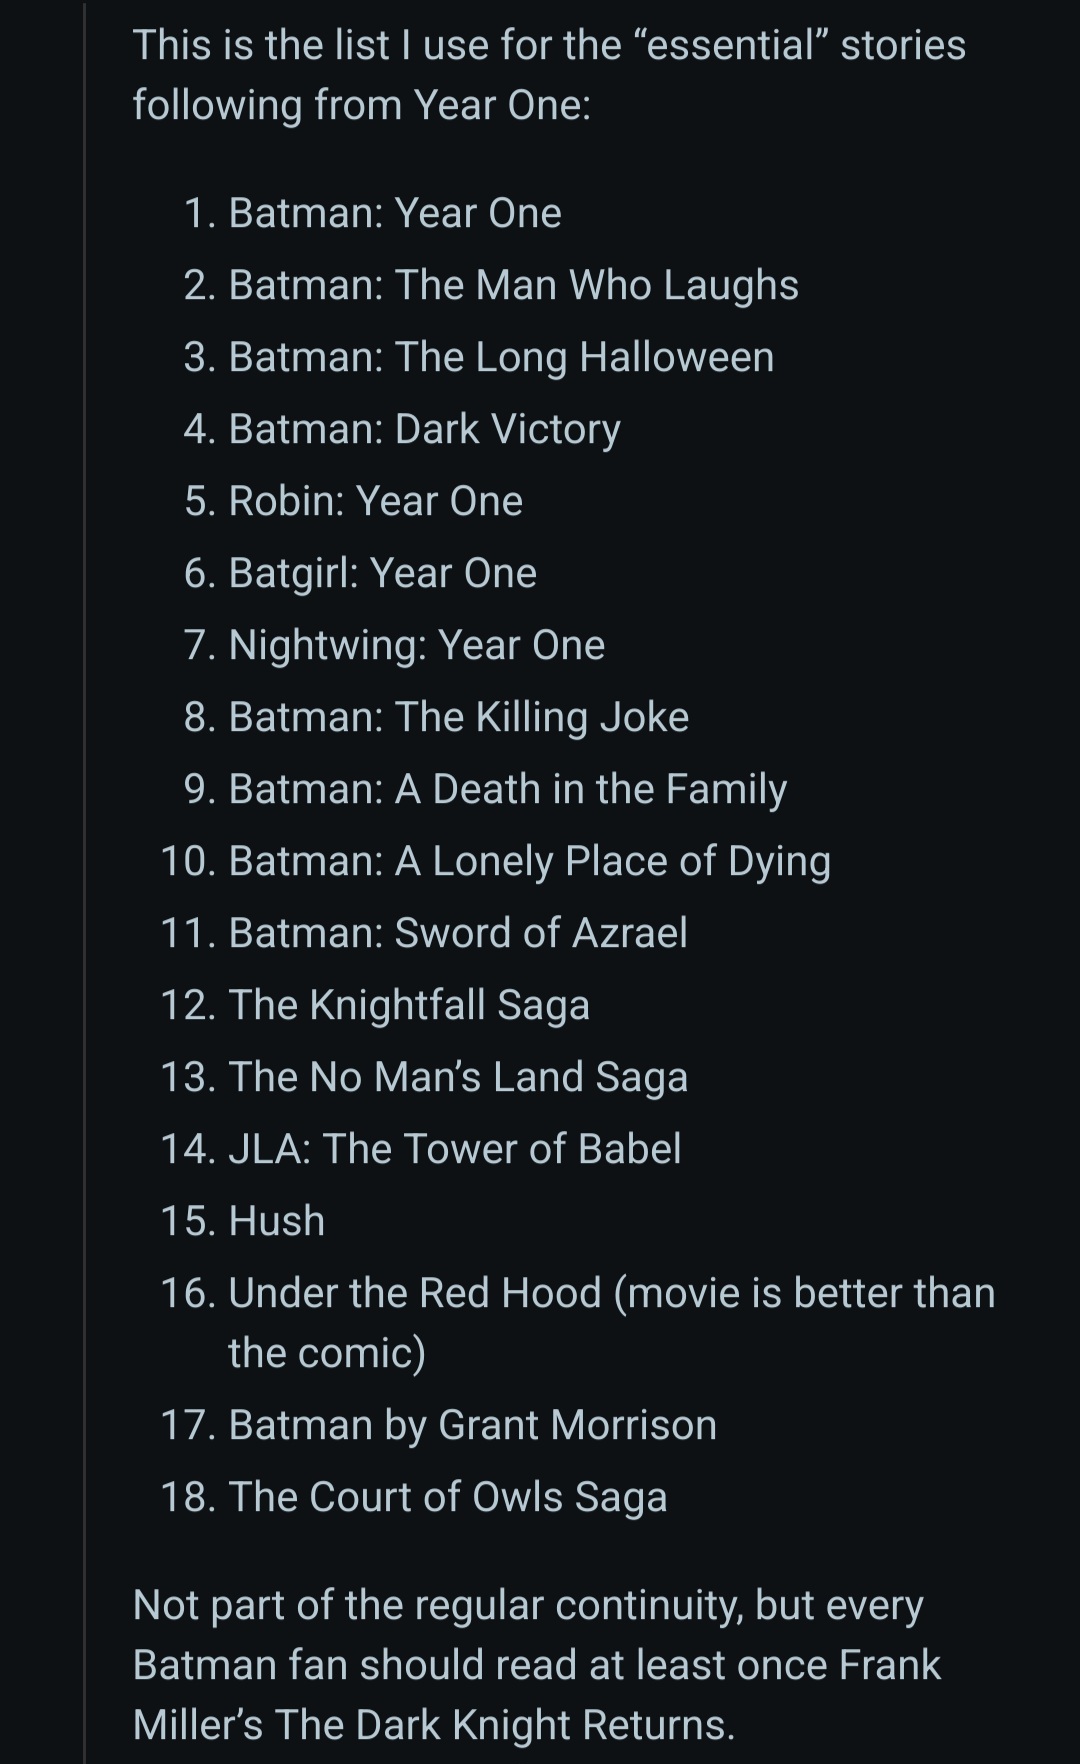 This is the list I use for the “essential” stories
following from Year One:
1. Batman: Year One
2. Batman: The Man Who Laughs
3. Batman: The Long Halloween
4. Batman: Dark Victory
5. Robin: Year One
6. Batgirl: Year One
7. Nightwing: Year One
8. Batman: The Killing Joke
9. Batman: A Death in the Family
10. Batman: A Lonely Place of Dying
11. Batman: Sword of Azrael
12. The Knightfall Saga
13. The No Man’s Land Saga
14. JLA: The Tower of Babel
15. Hush
16. Under the Red Hood (movie is better than
the comic)
17. Batman by Grant Morrison
18. The Court of Owls Saga
Not part of the regular continuity, but every
Batman fan should read at least once Frank
Miller’s The Dark Knight Returns.